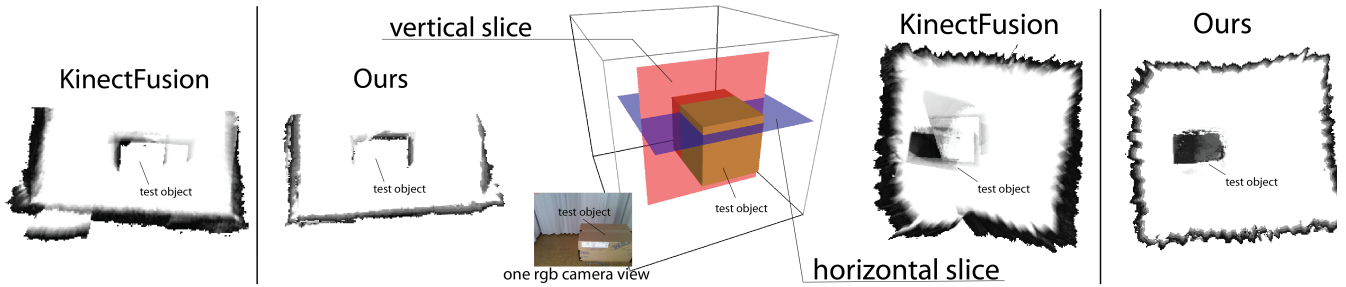 KinectFusion
test object
Ours
test object
vertical slice
test object
test object
one rgb camera view
horizontal slice
KinectFusion
test object
Ours
test object